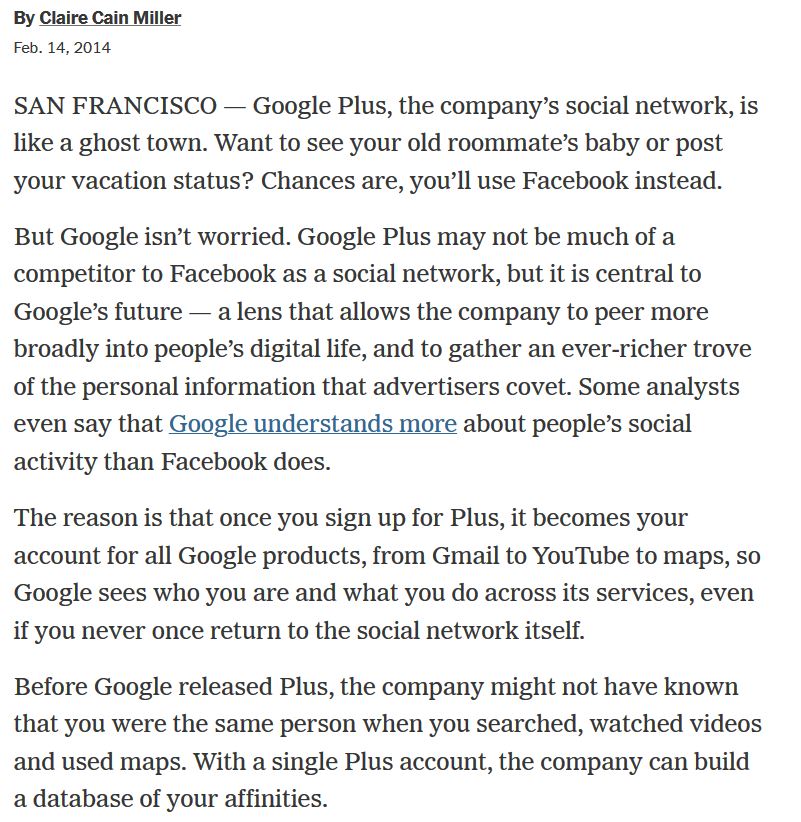 By Claire Cain Miller
Feb. 14, 2014
SAN FRANCISCO — Google Plus, the company’s social network, is
like a ghost town. Want to see your old roommate’s baby or post
your vacation status? Chances are, you’ll use Facebook instead.
But Google isn’t worried. Google Plus may not be much of a
competitor to Facebook as a social network, but it is central to
Google’s future — a lens that allows the company to peer more
broadly into people’s digital life, and to gather an ever-richer trove
of the personal information that advertisers covet. Some analysts
even say that Google understands more about people’s social
activity than Facebook does.
The reason is that once you sign up for Plus, it becomes your
account for all Google products, from Gmail to YouTube to maps, so
Google sees who you are and what you do across its services, even
if you never once return to the social network itself.
Before Google released Plus, the company might not have known
that you were the same person when you searched, watched videos
and used maps. With a single Plus account, the company can build
a database of your affinities.